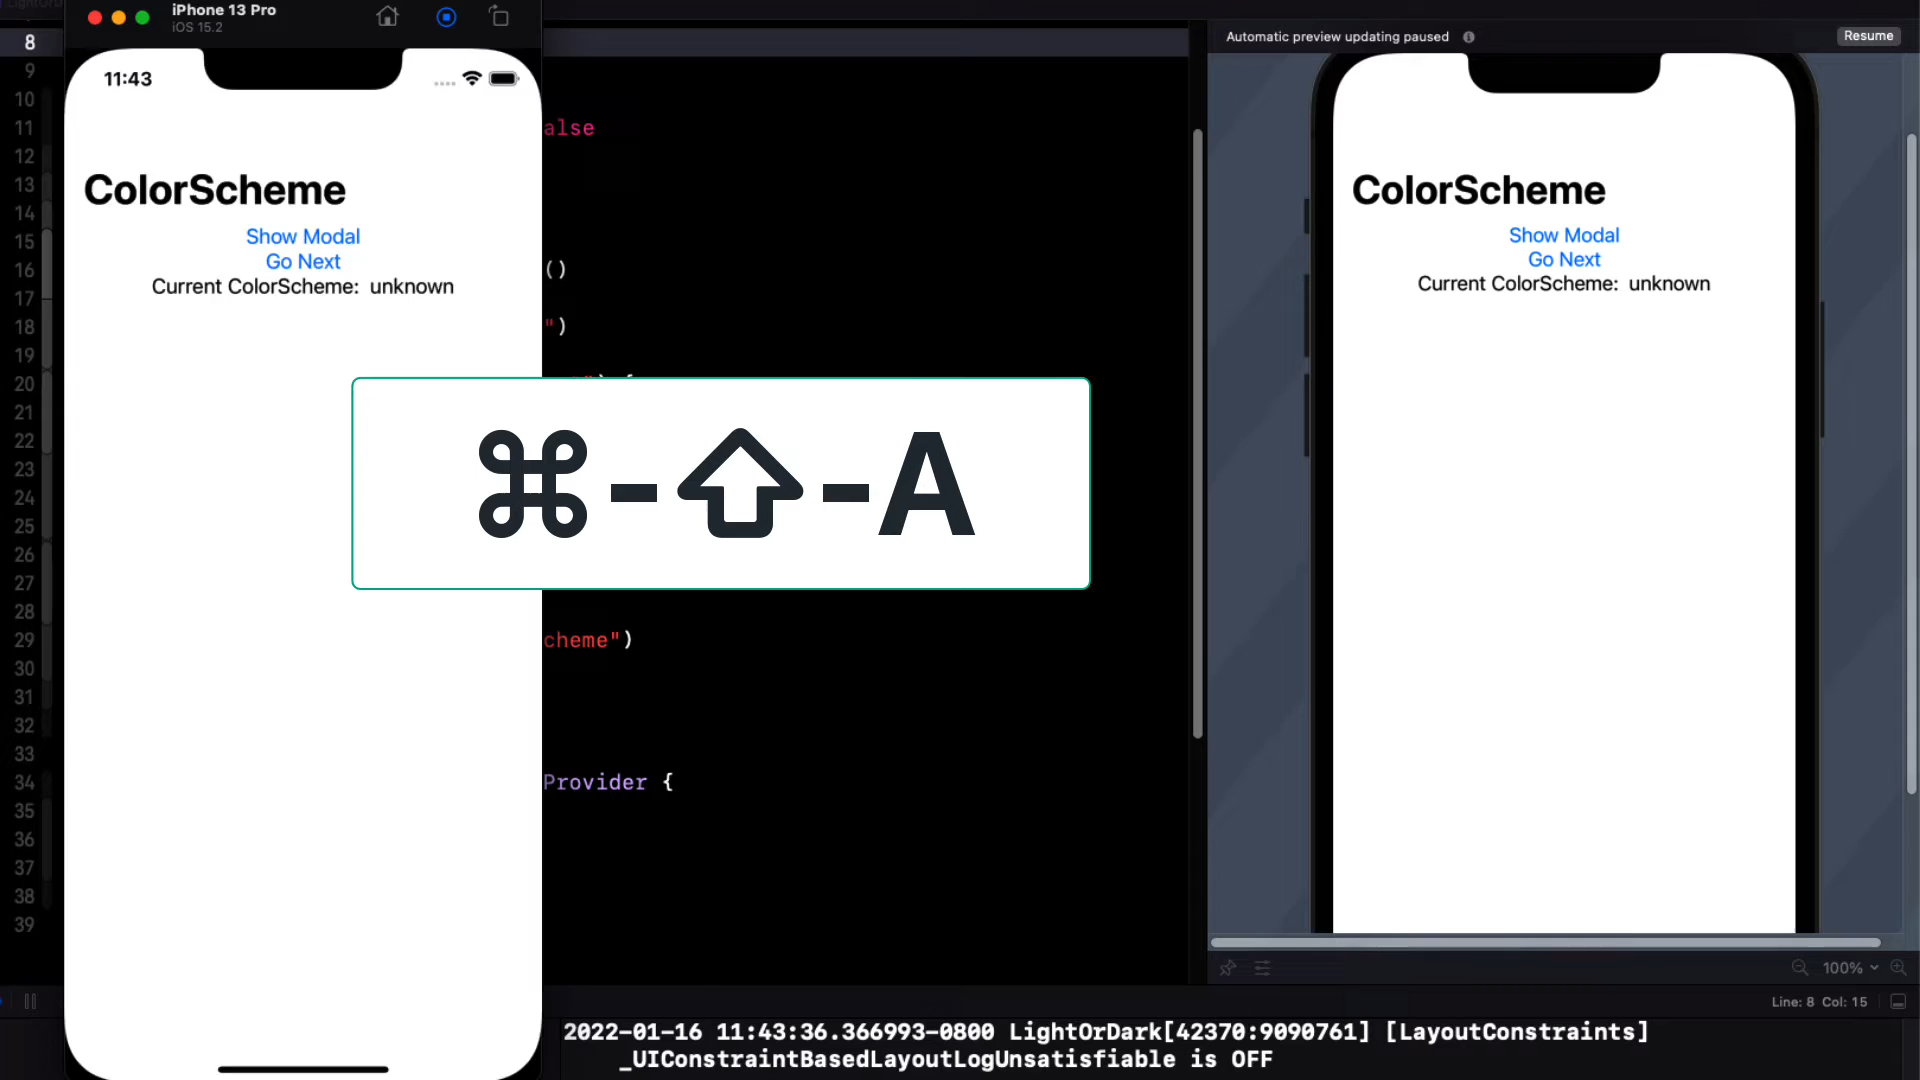 iPhone 13 Pro
iOS 15.2
11:43
ColorScheme
Show Modal
Go Next
Current ColorScheme: unknown
8
9
10
11
12
13
14
15
16
17
18
19
20
21
22
23
24
25
26
27
28
29
30
31
32
33
34
35
36
37
38
39
alse
()
")
cheme")
Provider {
⌘-⇧-A
Automatic preview updating paused
Resume
ColorScheme
Show Modal
Go Next
Current ColorScheme: unknown
100%
Line: 8 Col: 15
2022-01-16 11:43:36.366993-0800 LightOrDark[42370:9090761] [LayoutConstraints]
_UIConstraintBasedLayoutLogUnsatisfiable is OFF